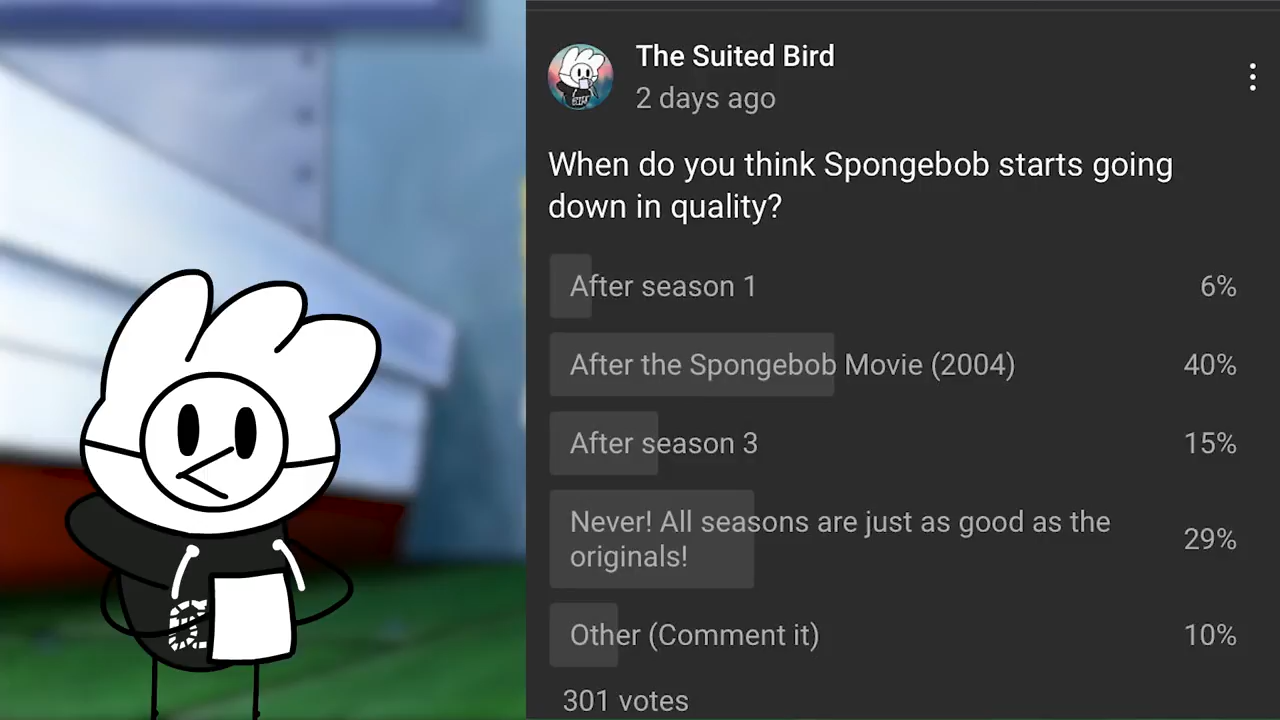 The Suited Bird
2 days ago
When do you think Spongebob starts going
down in quality?
After season 1 6%
After the Spongebob Movie (2004) 40%
After season 3 15%
Never! All seasons are just as good as the
originals! 29%
Other (Comment it) 10%
301 votes